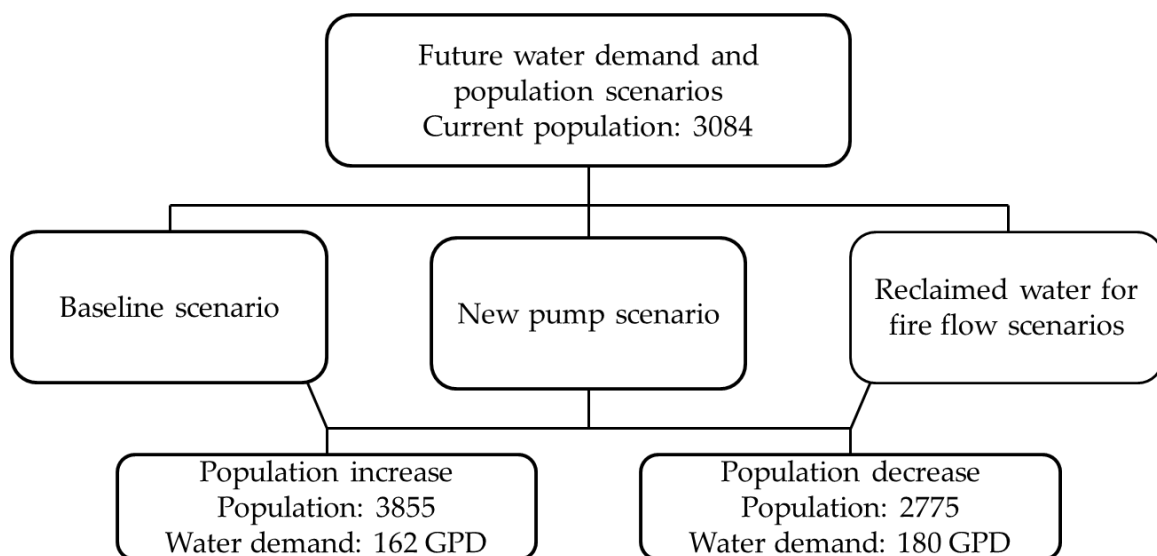 Future water demand and
population scenarios
Current population: 3084
Baseline scenario
New pump scenario
Reclaimed water for
fire flow scenarios
Population increase
Population: 3855
Water demand: 162 GPD
Population decrease
Population: 2775
Water demand: 180 GPD